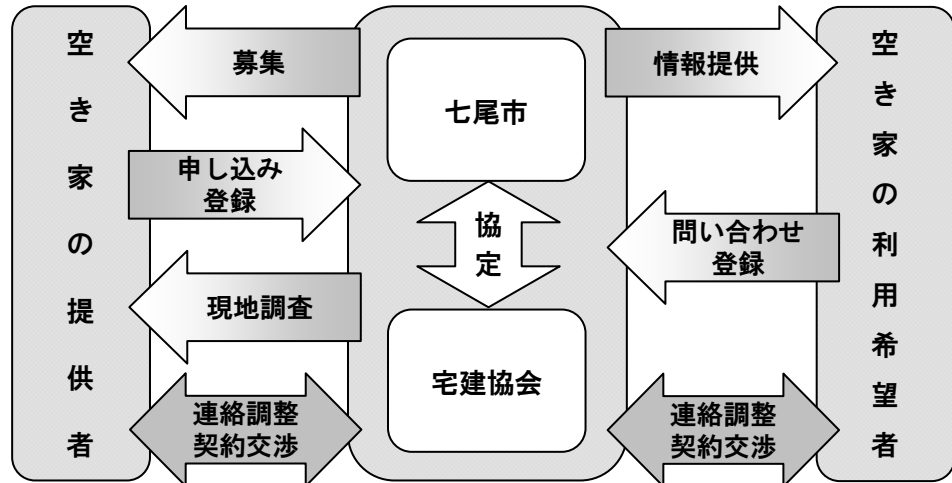 空き家の提供者
募集
申し込み
登録
現地調査
連絡調整
契約交渉
七尾市
協定
宅建協会
情報提供
問い合わせ
登録
連絡調整
契約交渉
空き家の利用希望者